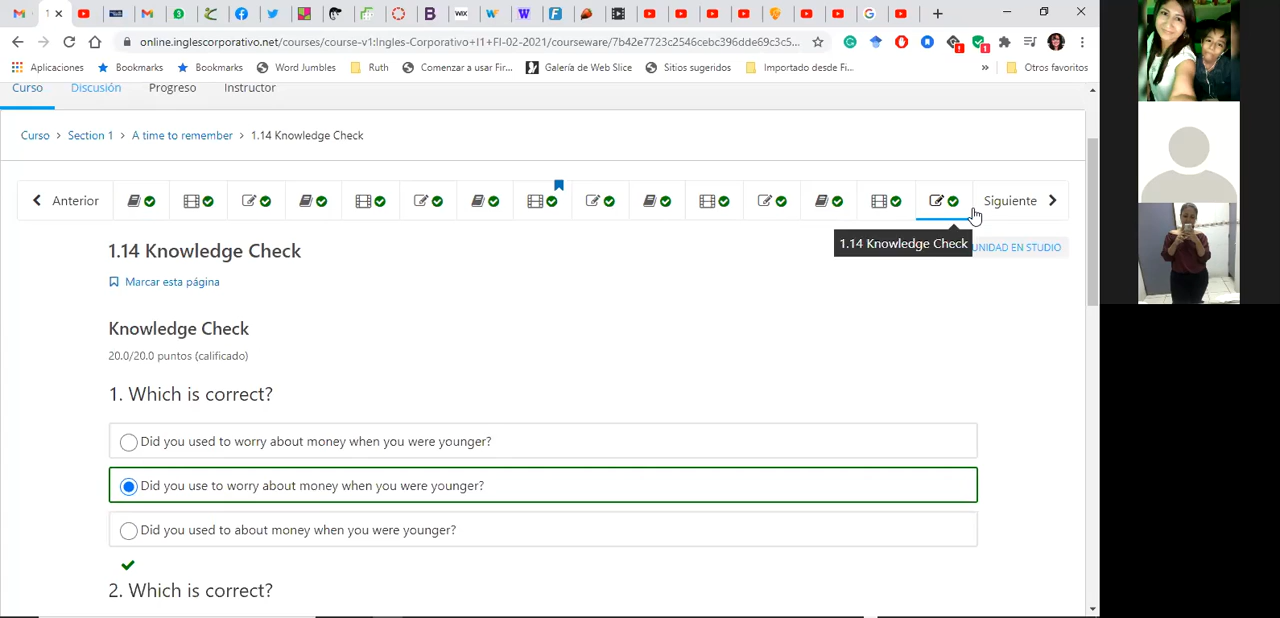 1
WIX
online.inglescorporativo.net/courses/course-v1:Ingles-Corporativo+I1+FI-02-2021/courseware/7b42e7723c2546cebc396dde69c3c5...
Aplicaciones Bookmarks Bookmarks Word Jumbles Ruth Comenzar a usar Fir... Galería de Web Slice Sitios sugeridos Importado desde Fi... » Otros favoritos
Curso Discusión Progreso Instructor
Curso > Section 1 > A time to remember > 1.14 Knowledge Check
Anterior Siguiente
1.14 Knowledge Check
UNIDAD EN STUDIO
1.14 Knowledge Check
Marcar esta página
Knowledge Check
20.0/20.0 puntos (calificado)
1. Which is correct?
Did you used to worry about money when you were younger?
Did you use to worry about money when you were younger?
Did you used to about money when you were younger?
2. Which is correct?